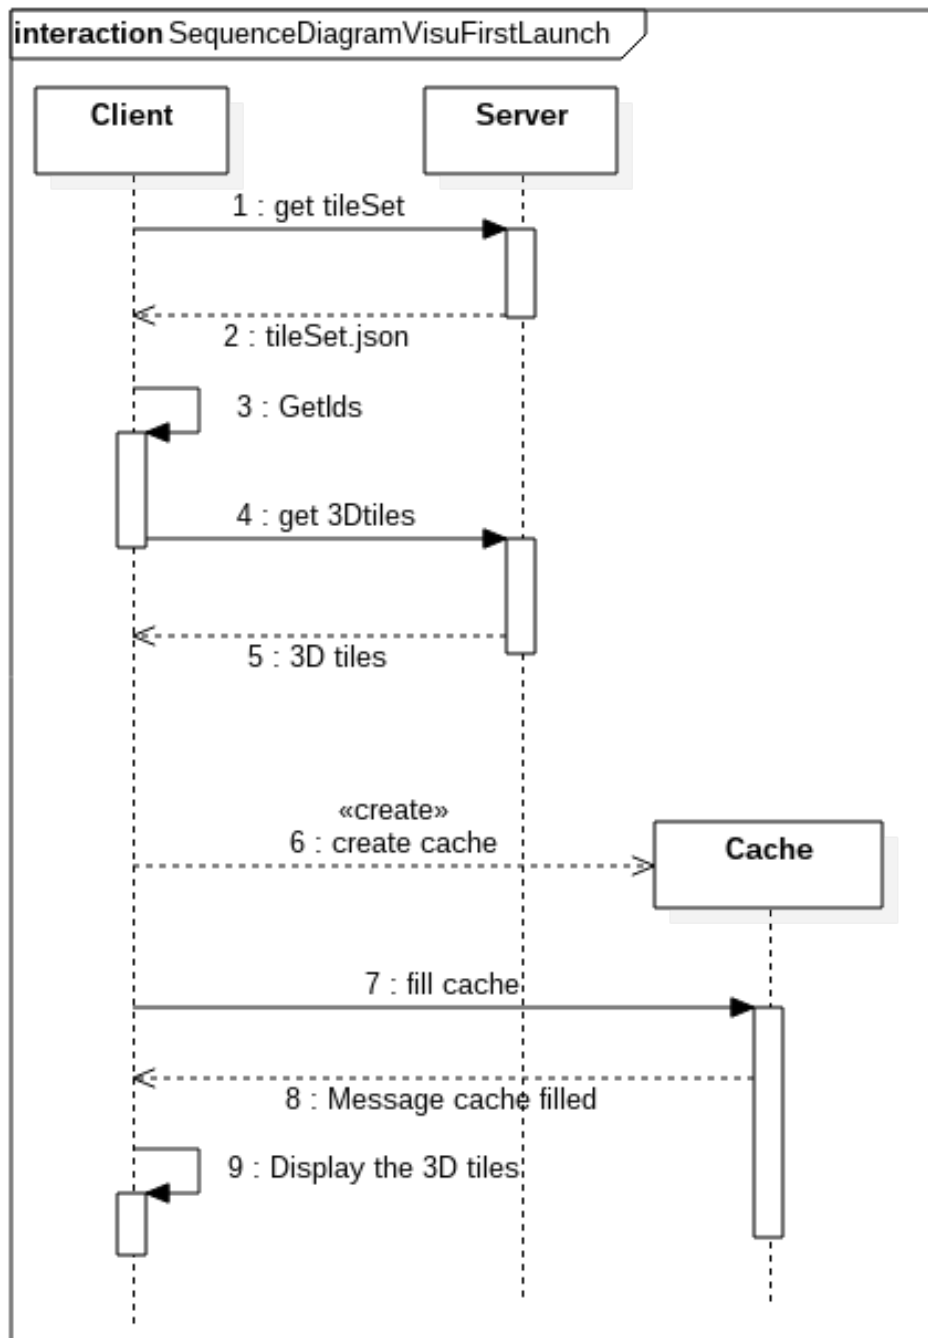 interaction SequenceDiagramVisuFirstLaunch
Client
Server
1 : get tileSet
2 : tileSet.json
3 : GetIds
4 : get 3Dtiles
5 : 3D tiles
«create»
6 : create cache
Cache
7 : fill cache
8 : Message cache filled
9 : Display the 3D tiles